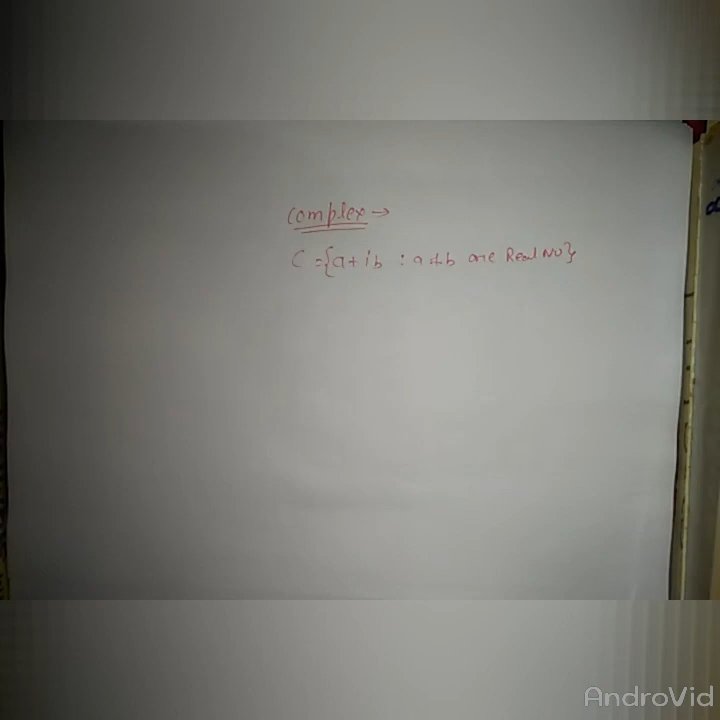 Complex →
C = {a + ib : a & b are Real No}
AndroVid